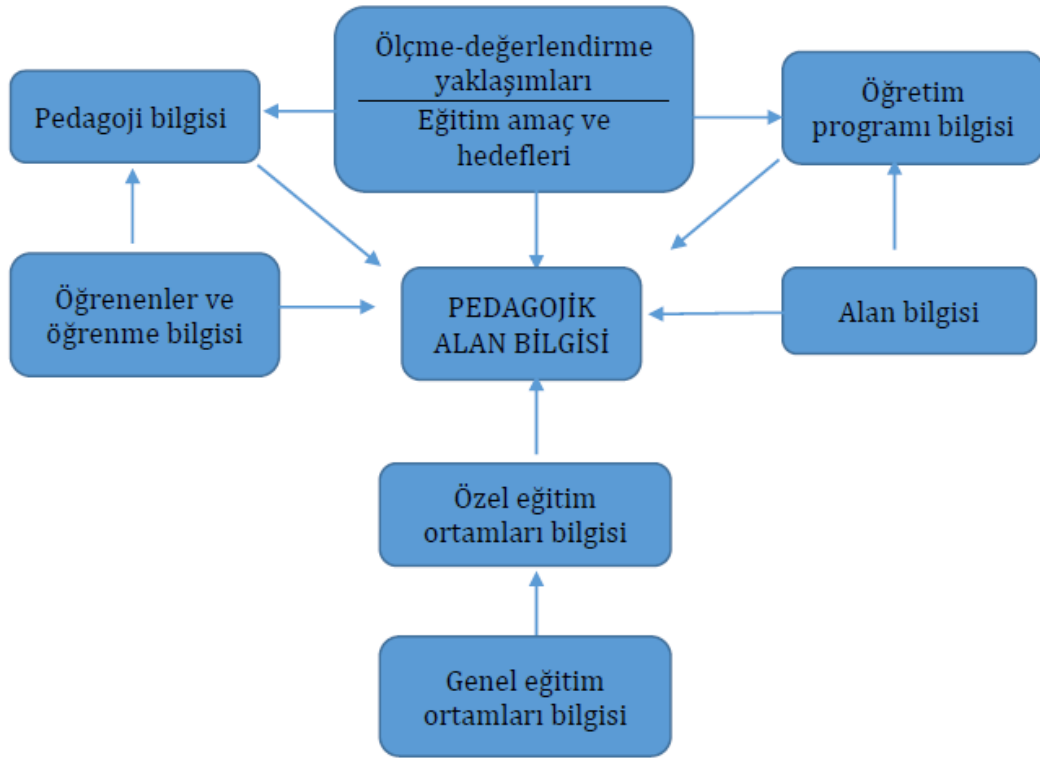 Ölçme-değerlendirme
yaklaşımları
Eğitim amaç ve
hedefleri
Pedagoji bilgisi
Öğretim
programı bilgisi
Öğrenenler ve
öğrenme bilgisi
PEDAGOJİK
ALAN BİLGİSİ
Alan bilgisi
Özel eğitim
ortamları bilgisi
Genel eğitim
ortamları bilgisi